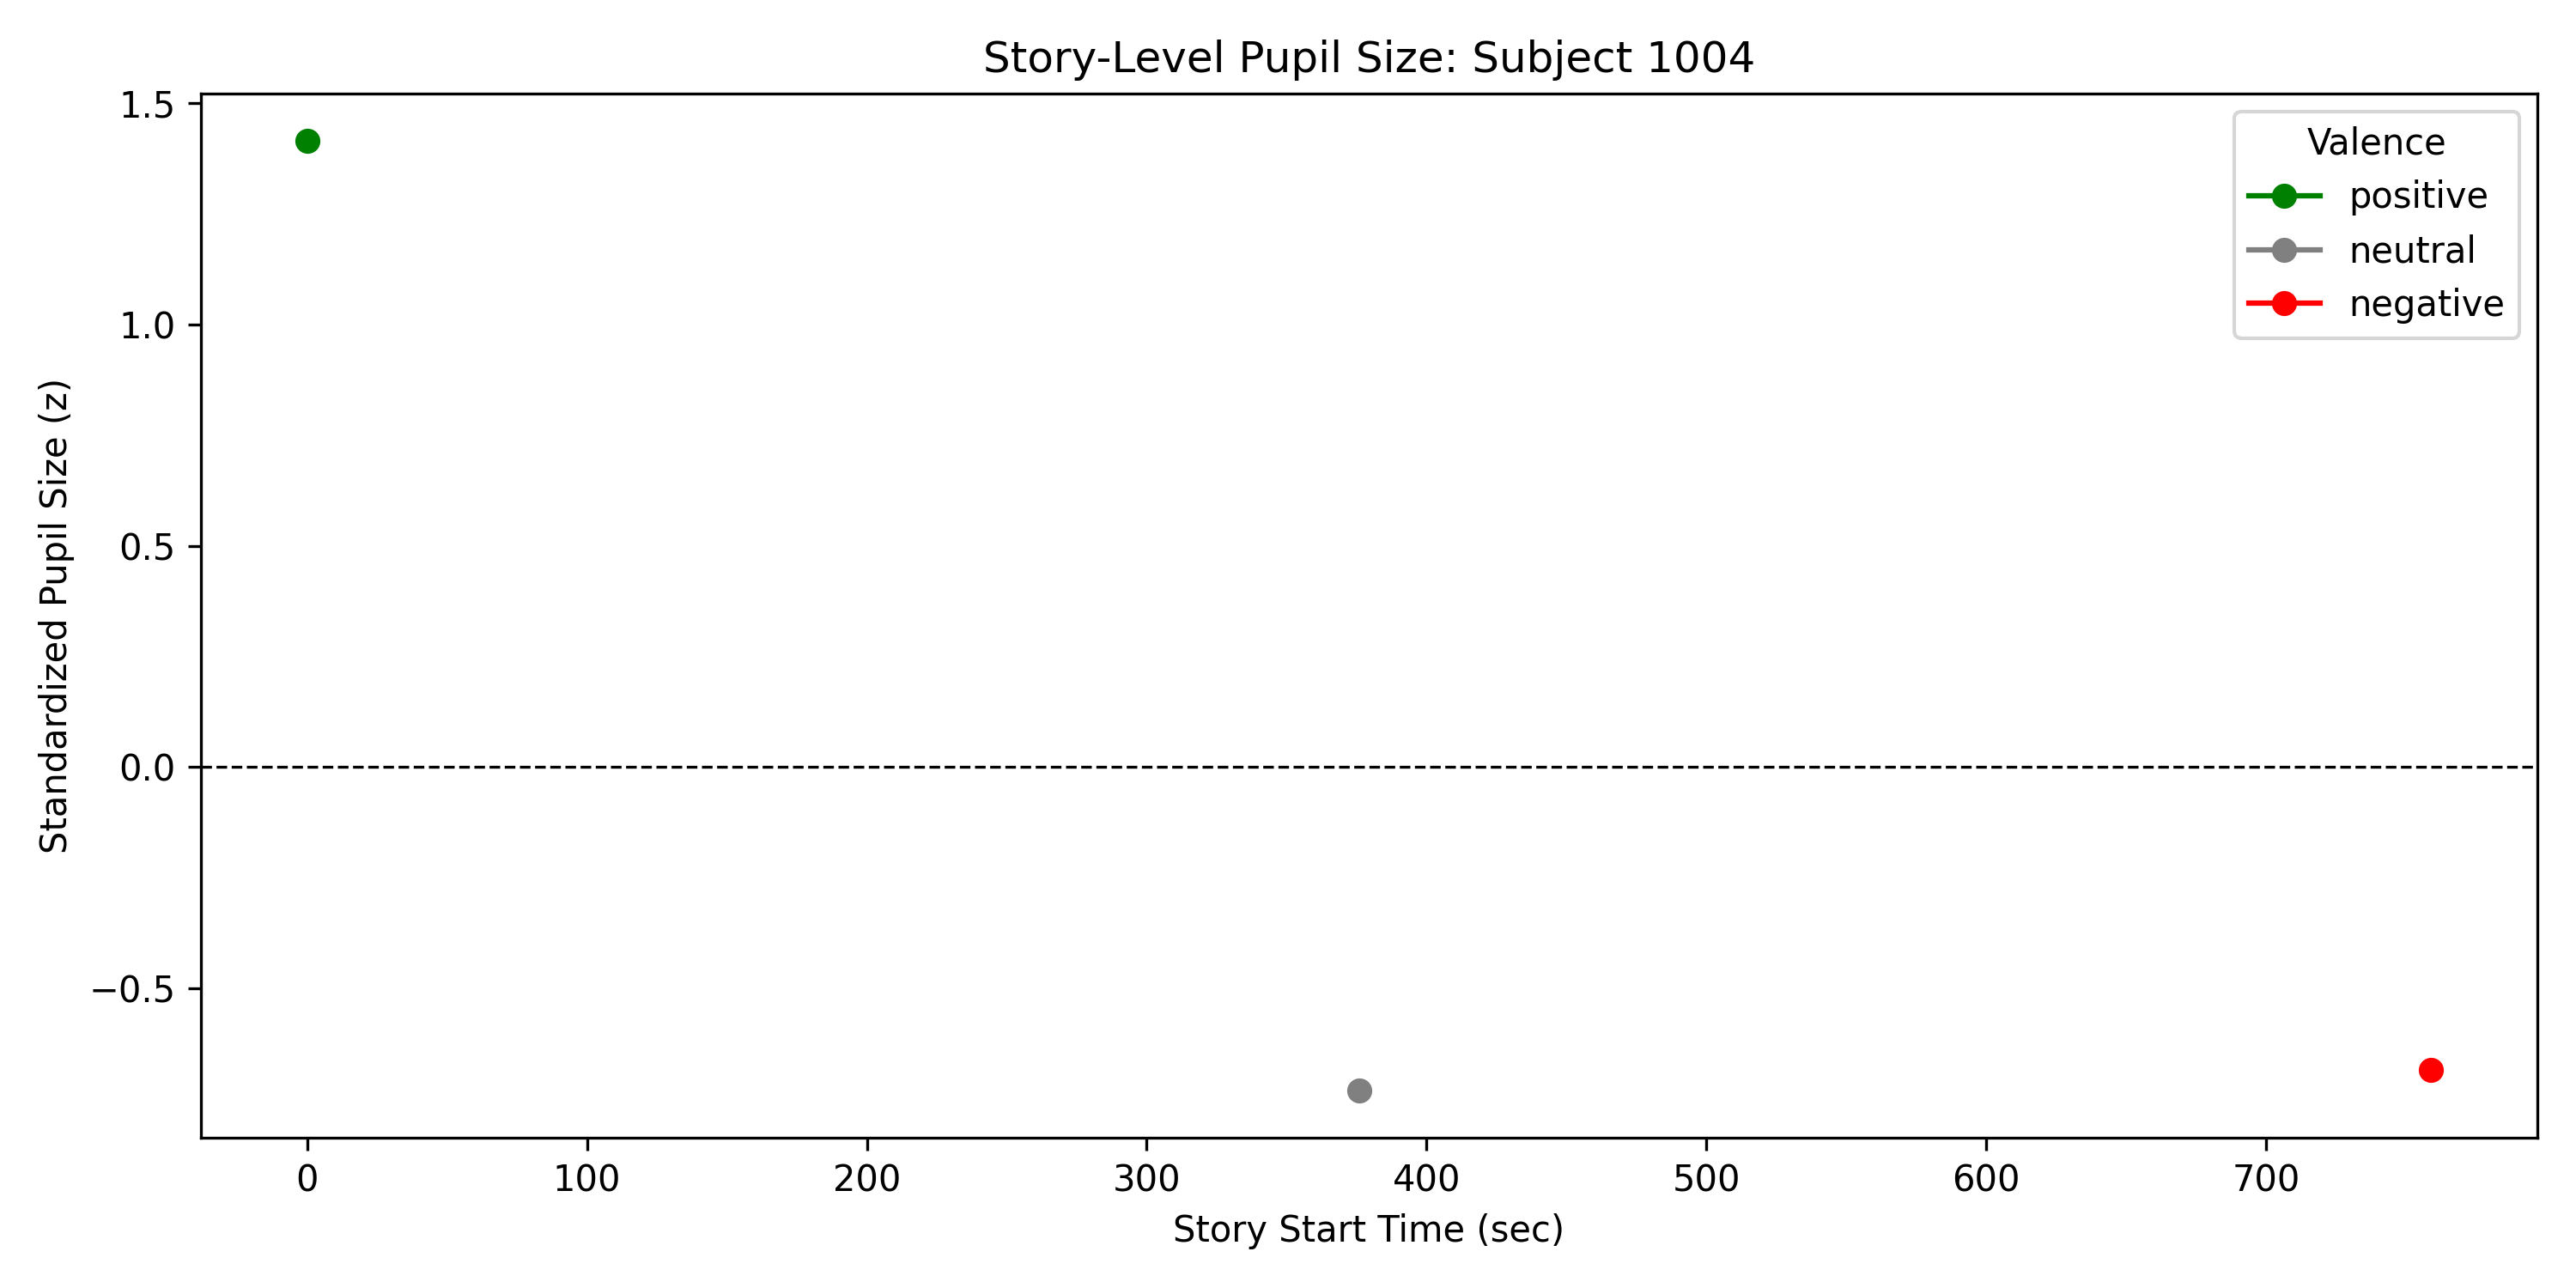 Story-Level Pupil Size: Subject 1004
Standardized Pupil Size (z)
1.5
1.0
0.5
0.0
−0.5
Valence
positive
neutral
negative
0 100 200 300 400 500 600 700
Story Start Time (sec)